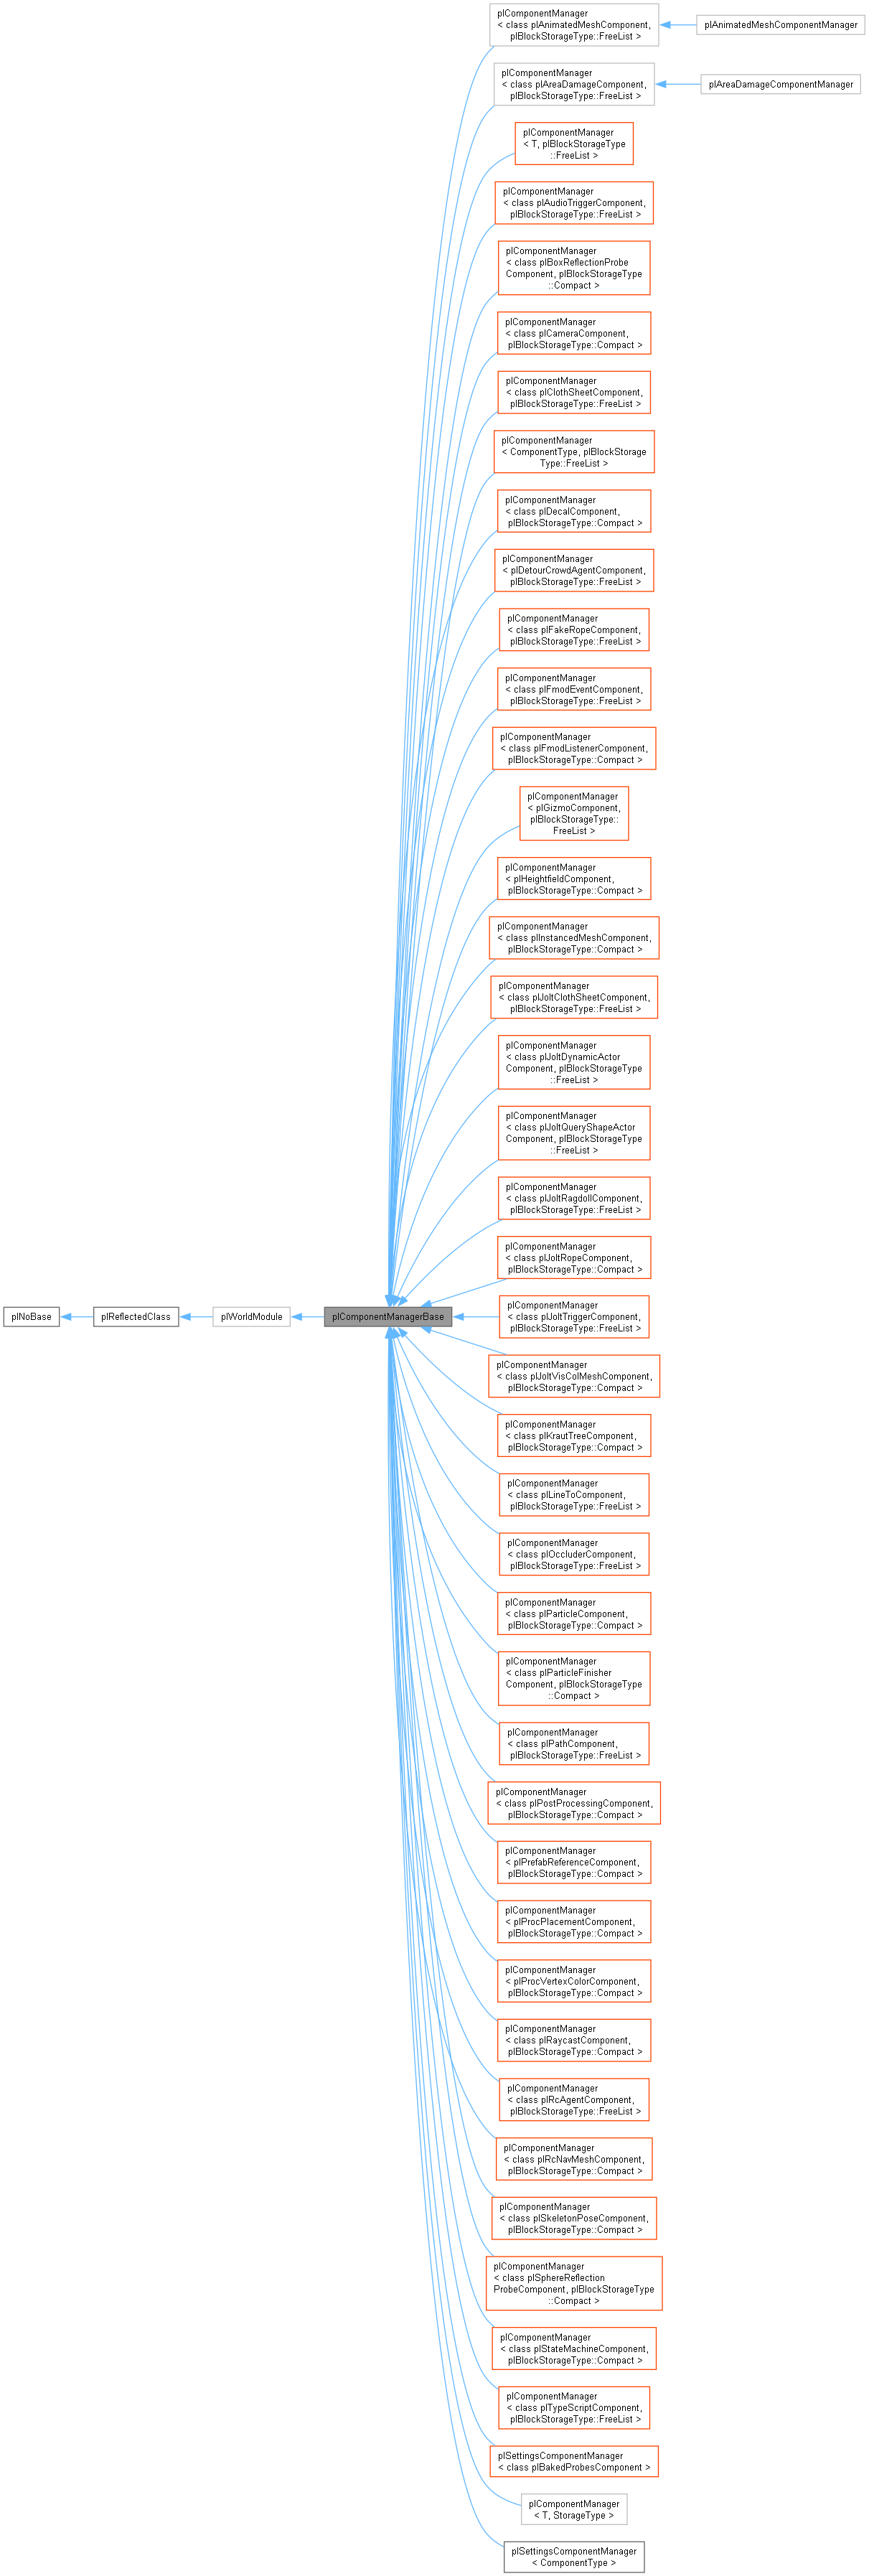 plComponentManager
< class plAnimatedMeshComponent,
plBlockStorageType::FreeList >
plAnimatedMeshComponentManager
plComponentManager
< class plAreaDamageComponent,
plBlockStorageType::FreeList >
plAreaDamageComponentManager
plComponentManager
< T, plBlockStorageType
::FreeList >
plComponentManager
< class plAudioTriggerComponent,
plBlockStorageType::FreeList >
plComponentManager
< class plBoxReflectionProbe
Component, plBlockStorageType
::Compact >
plComponentManager
< class plCameraComponent,
plBlockStorageType::Compact >
plComponentManager
< class plClothSheetComponent,
plBlockStorageType::FreeList >
plComponentManager
< ComponentType, plBlockStorage
Type::FreeList >
plComponentManager
< class plDecalComponent,
plBlockStorageType::Compact >
plComponentManager
< plDetourCrowdAgentComponent,
plBlockStorageType::FreeList >
plComponentManager
< class plFakeRopeComponent,
plBlockStorageType::FreeList >
plComponentManager
< class plFmodEventComponent,
plBlockStorageType::FreeList >
plComponentManager
< class plFmodListenerComponent,
plBlockStorageType::Compact >
plComponentManager
< plGizmoComponent,
plBlockStorageType::
FreeList >
plComponentManager
< plHeightfieldComponent,
plBlockStorageType::Compact >
plComponentManager
< class plInstancedMeshComponent,
plBlockStorageType::Compact >
plComponentManager
< class plJoltClothSheetComponent,
plBlockStorageType::FreeList >
plComponentManager
< class plJoltDynamicActor
Component, plBlockStorageType
::FreeList >
plComponentManager
< class plJoltQueryShapeActor
Component, plBlockStorageType
::FreeList >
plComponentManager
< class plJoltRagdollComponent,
plBlockStorageType::FreeList >
plComponentManager
< class plJoltRopeComponent,
plBlockStorageType::Compact >
plNoBase
plReflectedClass
plWorldModule
plComponentManagerBase
plComponentManager
< class plJoltTriggerComponent,
plBlockStorageType::FreeList >
plComponentManager
< class plJoltVisColMeshComponent,
plBlockStorageType::Compact >
plComponentManager
< class plKrautTreeComponent,
plBlockStorageType::Compact >
plComponentManager
< class plLineToComponent,
plBlockStorageType::FreeList >
plComponentManager
< class plOccluderComponent,
plBlockStorageType::FreeList >
plComponentManager
< class plParticleComponent,
plBlockStorageType::Compact >
plComponentManager
< class plParticleFinisher
Component, plBlockStorageType
::Compact >
plComponentManager
< class plPathComponent,
plBlockStorageType::FreeList >
plComponentManager
< class plPostProcessingComponent,
plBlockStorageType::Compact >
plComponentManager
< plPrefabReferenceComponent,
plBlockStorageType::Compact >
plComponentManager
< plProcPlacementComponent,
plBlockStorageType::Compact >
plComponentManager
< plProcVertexColorComponent,
plBlockStorageType::Compact >
plComponentManager
< class plRaycastComponent,
plBlockStorageType::Compact >
plComponentManager
< class plRcAgentComponent,
plBlockStorageType::FreeList >
plComponentManager
< class plRcNavMeshComponent,
plBlockStorageType::Compact >
plComponentManager
< class plSkeletonPoseComponent,
plBlockStorageType::Compact >
plComponentManager
< class plSphereReflection
ProbeComponent, plBlockStorageType
::Compact >
plComponentManager
< class plStateMachineComponent,
plBlockStorageType::Compact >
plComponentManager
< class plTypeScriptComponent,
plBlockStorageType::FreeList >
plSettingsComponentManager
< class plBakedProbesComponent >
plComponentManager
< T, StorageType >
plSettingsComponentManager
< ComponentType >